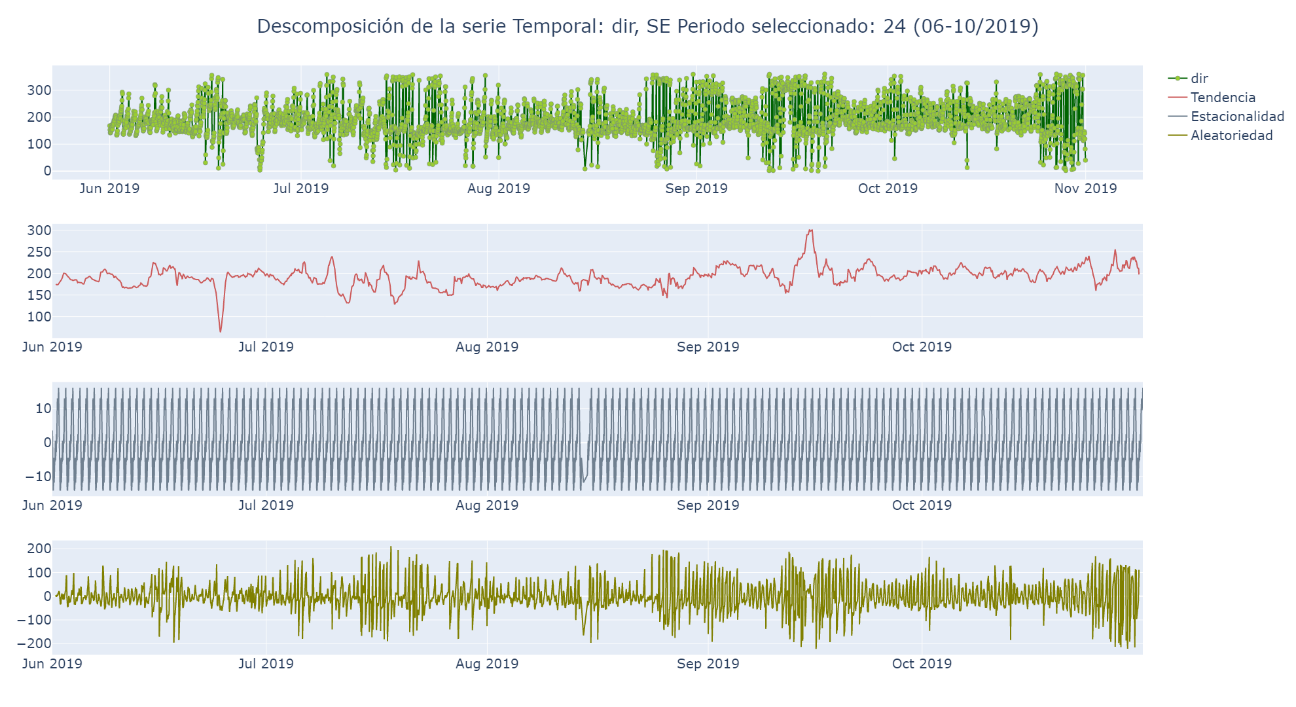 Descomposición de la serie Temporal: dir, SE Periodo seleccionado: 24 (06-10/2019)
dir
Tendencia
Estacionalidad
Aleatoriedad
300
200
100
0
Jun 2019 Jul 2019 Aug 2019 Sep 2019 Oct 2019 Nov 2019
300
250
200
150
100
Jun 2019 Jul 2019 Aug 2019 Sep 2019 Oct 2019
10
0
−10
Jun 2019 Jul 2019 Aug 2019 Sep 2019 Oct 2019
200
100
0
−100
−200
Jun 2019 Jul 2019 Aug 2019 Sep 2019 Oct 2019